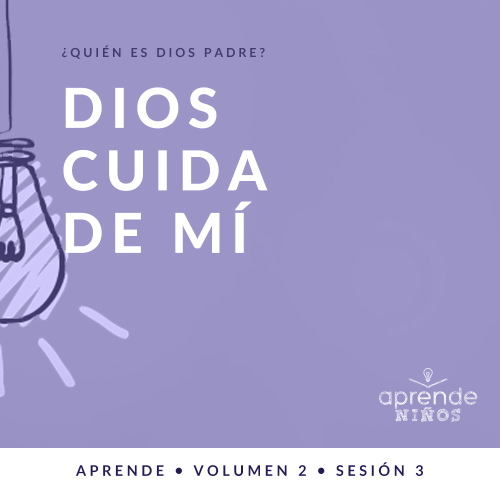 ¿QUIÉN ES DIOS PADRE?
DIOS
CUIDA
DE MÍ
aprende
NIÑOS
APRENDE • VOLUMEN 2 • SESIÓN 3